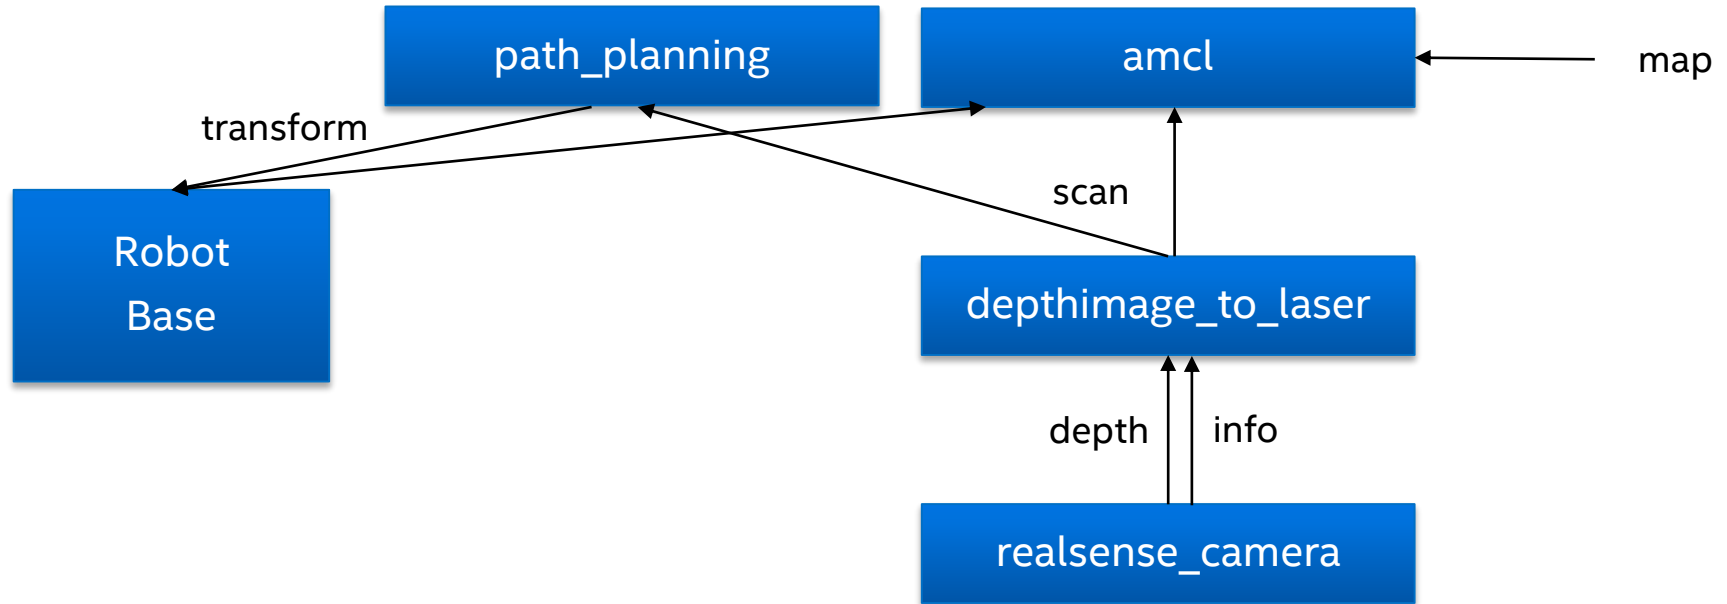 path_planning
amcl
map
transform
scan
Robot
Base
depthimage_to_laser
depth
info
realsense_camera